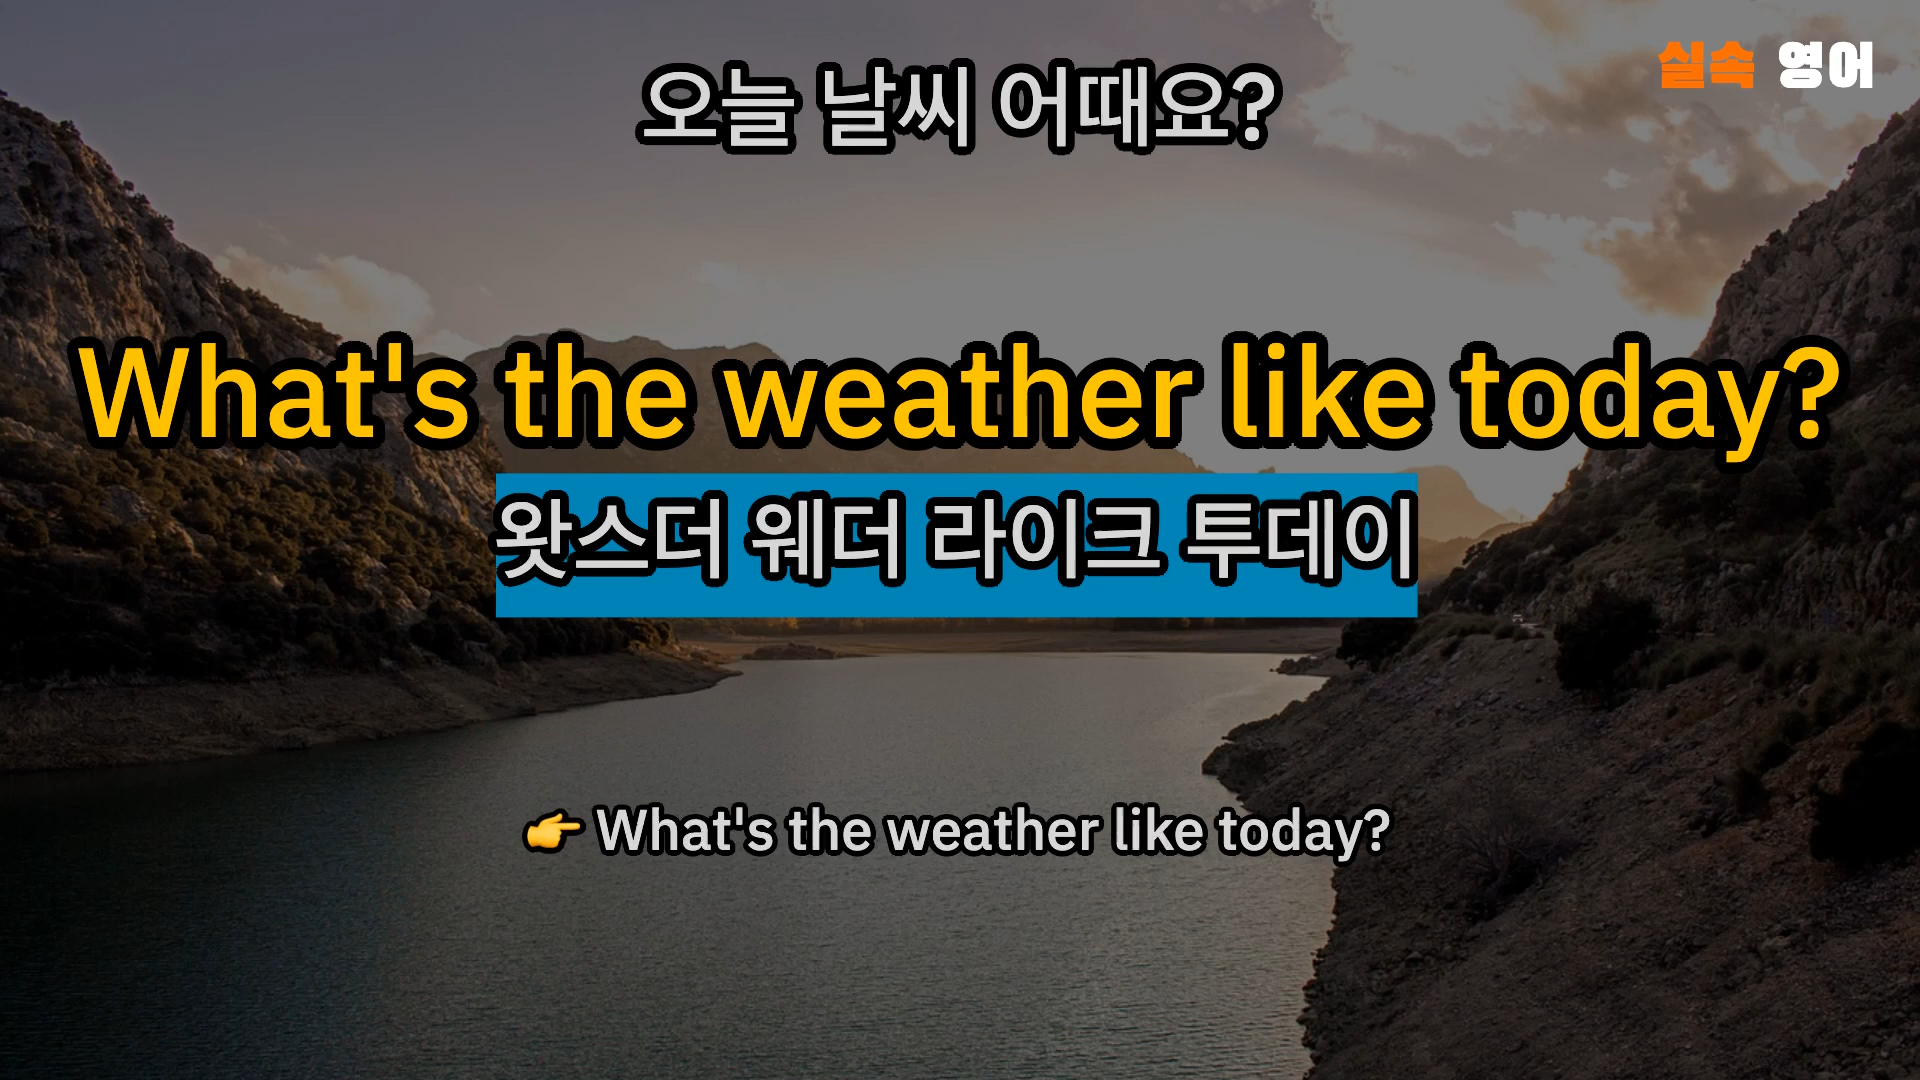 실속 영어
오늘 날씨 어때요?
What's the weather like today?
왓스더 웨더 라이크 투데이
👉 What's the weather like today?